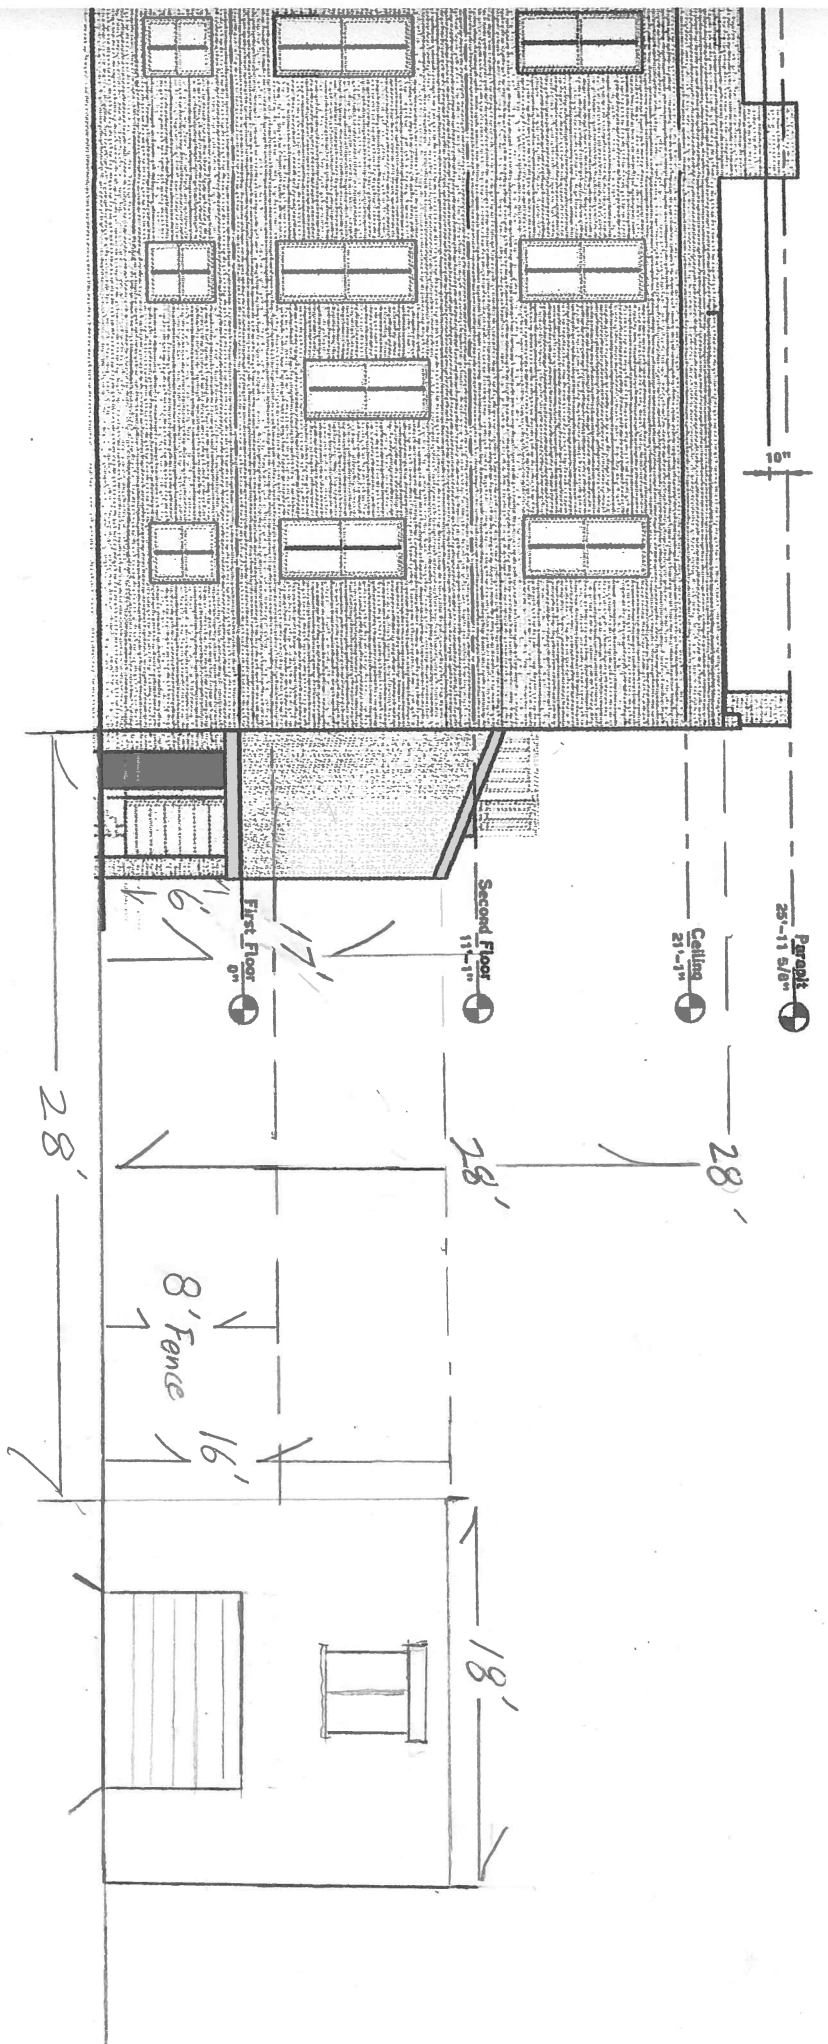 10"
Parapit
25'-11 5/8"
Ceiling
21'-1"
Second Floor
11'-1"
First Floor
0"
6'
17'
28'
28'
28'
8' Fence
16'
18'